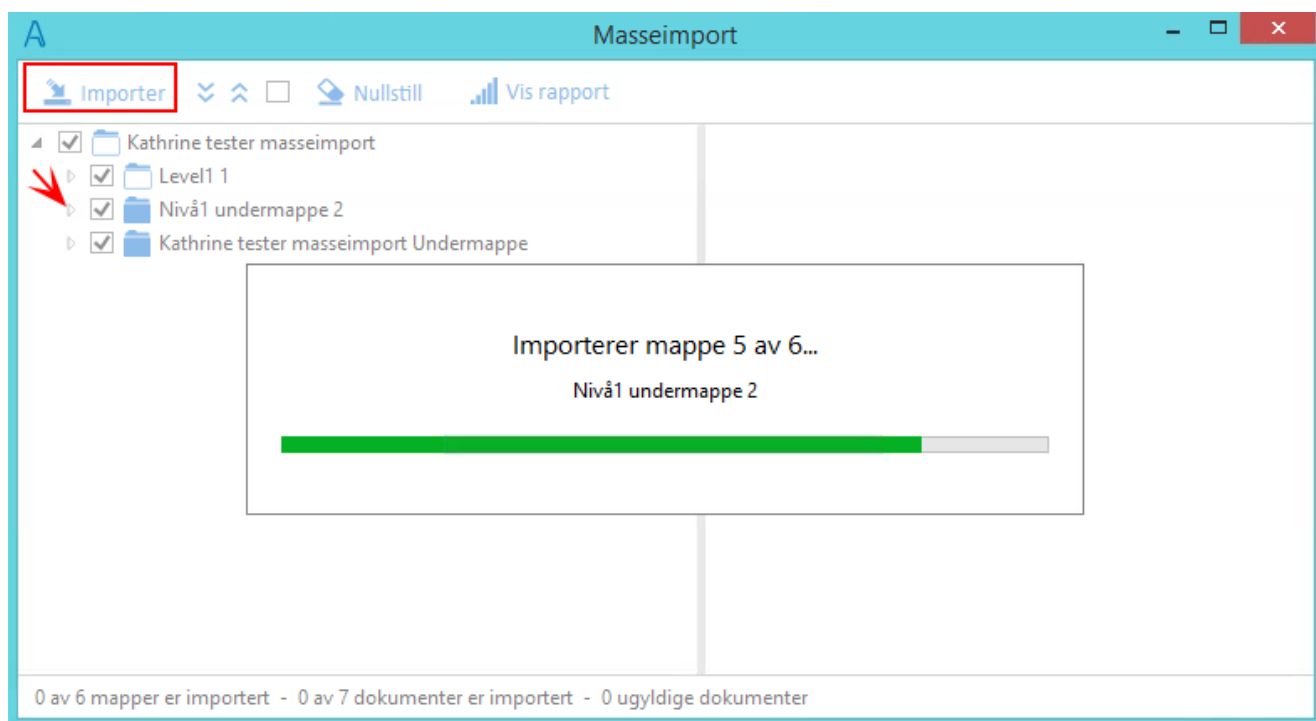 A Masseimport
Importer Nullstill Vis rapport
Kathrine tester masseimport
Level1 1
Nivå1 undermappe 2
Kathrine tester masseimport Undermappe
Importerer mappe 5 av 6...
Nivå1 undermappe 2
0 av 6 mapper er importert - 0 av 7 dokumenter er importert - 0 ugyldige dokumenter